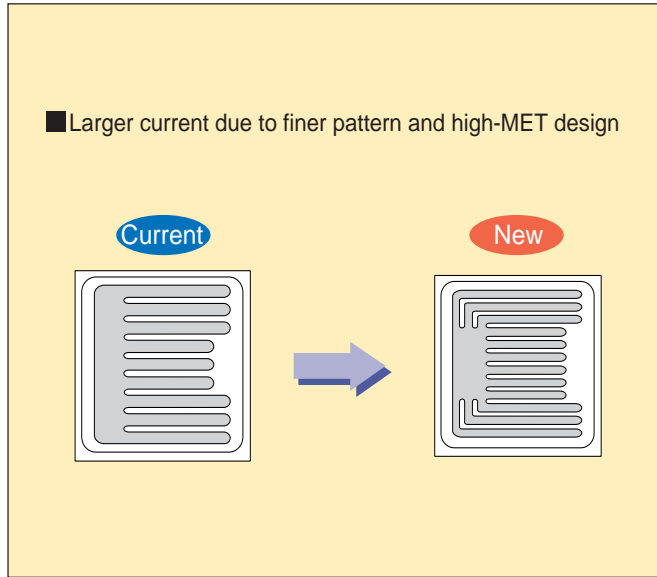 ■Larger current due to finer pattern and high-MET design
Current
New